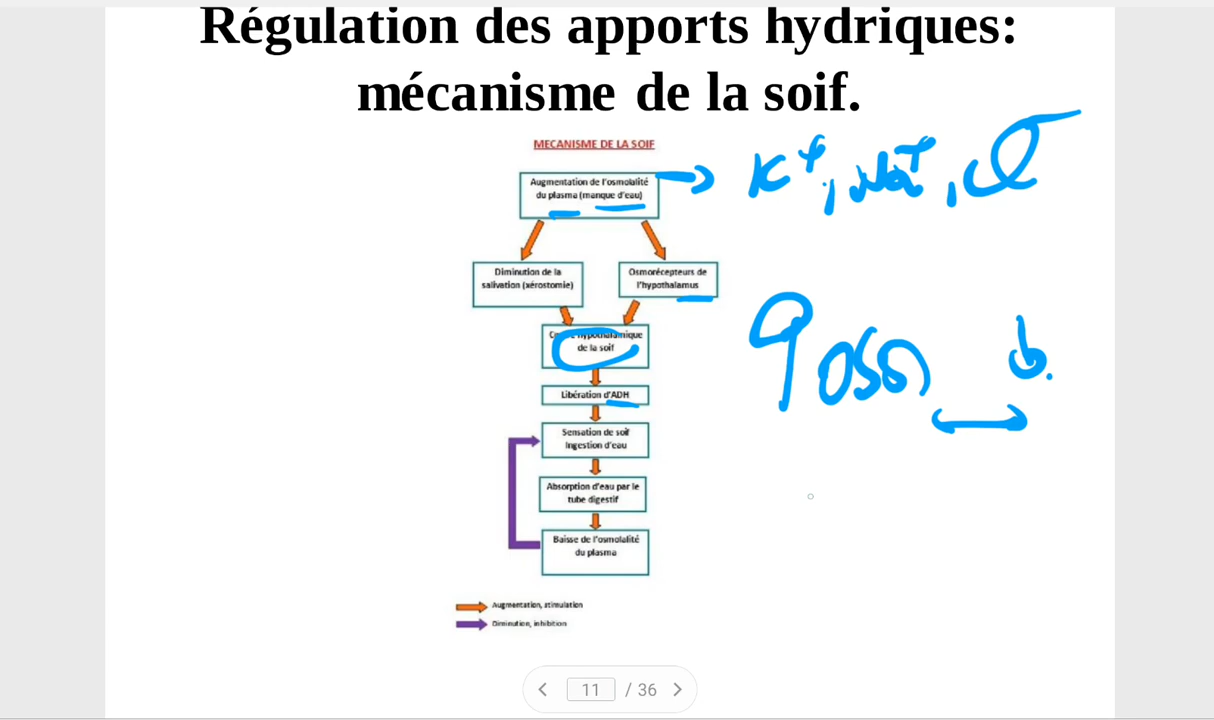 Régulation des apports hydriques:
mécanisme de la soif.
MECANISME DE LA SOIF
Augmentation de l'osmolalité
du plasma (manque d'eau)
K+, Na+,
Diminution de la
salivation (xérostomie)
Osmorécepteurs de
l'hypothalamus
hypothalamique
de la soif
Libération d'ADH
Sensation de soif
Ingestion d'eau
Absorption d'eau par le
tube digestif
Baisse de l'osmolalité
du plasma
Augmentation, stimulation
Diminution, inhibition
11 / 36